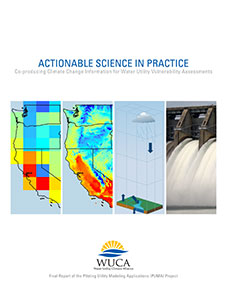 ACTIONABLE SCIENCE IN PRACTICE
Co-producing Climate Change Information for Water Utility Vulnerability Assessments
WUCA
Water Utility Climate Alliance
Final Report of the Piloting Utility Modeling Applications (PUMA) Project